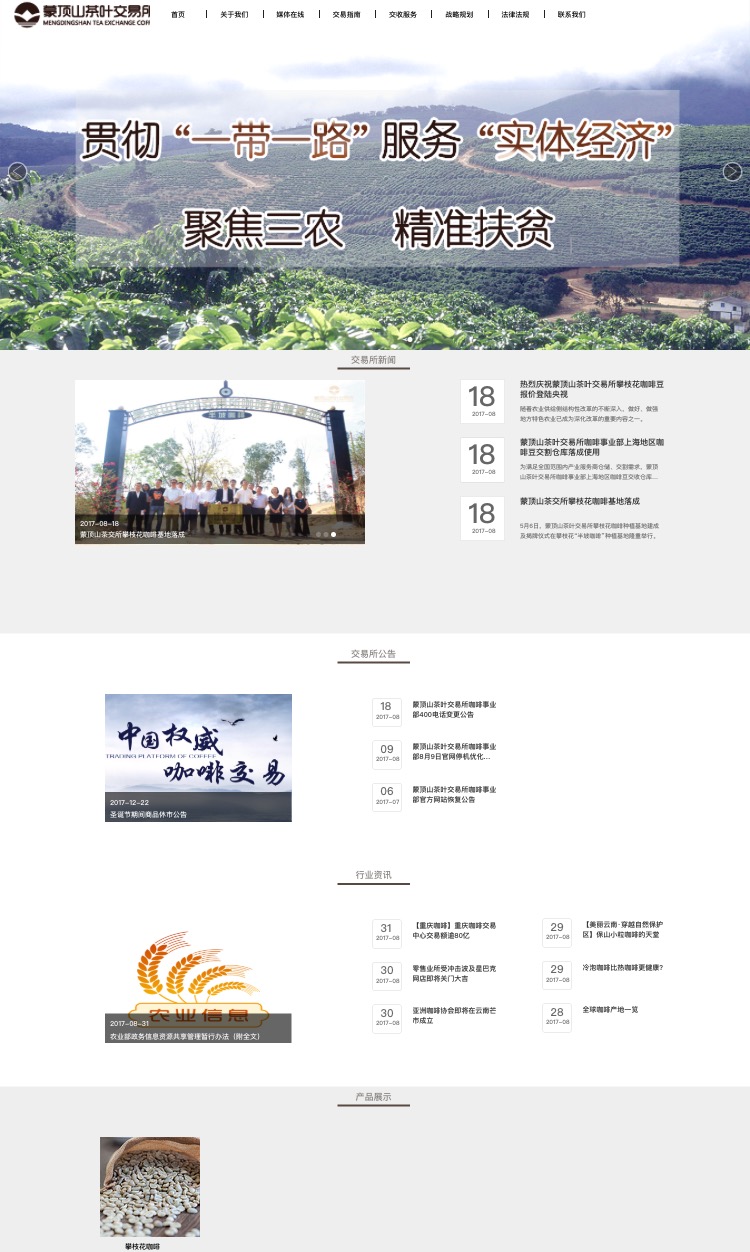 蒙顶山茶叶交易所
MENGDINGSHAN TEA EXCHANGE COFF
首页
关于我们
媒体在线
交易指南
交收服务
战略规划
法律法规
联系我们
贯彻“一带一路”服务“实体经济”
聚焦三农 精准扶贫
交易所新闻
2017-08-18
蒙顶山茶交所攀枝花咖啡基地落成
18
2017-08
热烈庆祝蒙顶山茶叶交易所攀枝花咖啡豆
报价登陆央视
随着农业供给侧结构性改革的不断深入，做好、做强
地方特色农业已成为深化改革的重要内容之一。
18
2017-08
蒙顶山茶叶交易所咖啡事业部上海地区咖
啡豆交割仓库落成使用
为满足全国范围内产业服务商仓储、交割需求，蒙顶
山茶叶交易所咖啡事业部上海地区咖啡豆交收仓库...
18
2017-08
蒙顶山茶交所攀枝花咖啡基地落成
5月6日，蒙顶山茶叶交易所攀枝花咖啡种植基地建成
及揭牌仪式在攀枝花“半坡咖啡”种植基地隆重举行。
交易所公告
中国权威
TRADING PLATFORM OF COFFEE
咖啡交易
2017-12-22
圣诞节期间商品休市公告
18
2017-08
蒙顶山茶叶交易所咖啡事业
部400电话变更公告
09
2017-08
蒙顶山茶叶交易所咖啡事业
部8月9日官网停机优化...
06
2017-07
蒙顶山茶叶交易所咖啡事业
部官方网站恢复公告
行业资讯
农业信息
2017-08-31
农业部政务信息资源共享管理暂行办法（附全文）
31
2017-08
【重庆咖啡】重庆咖啡交易
中心交易额逾80亿
30
2017-08
零售业所受冲击波及星巴克
网店即将关门大吉
30
2017-08
亚洲咖啡协会即将在云南芒
市成立
29
2017-08
【美丽云南·穿越自然保护
区】保山小粒咖啡的天堂
29
2017-08
冷泡咖啡比热咖啡更健康?
28
2017-08
全球咖啡产地一览
产品展示
攀枝花咖啡